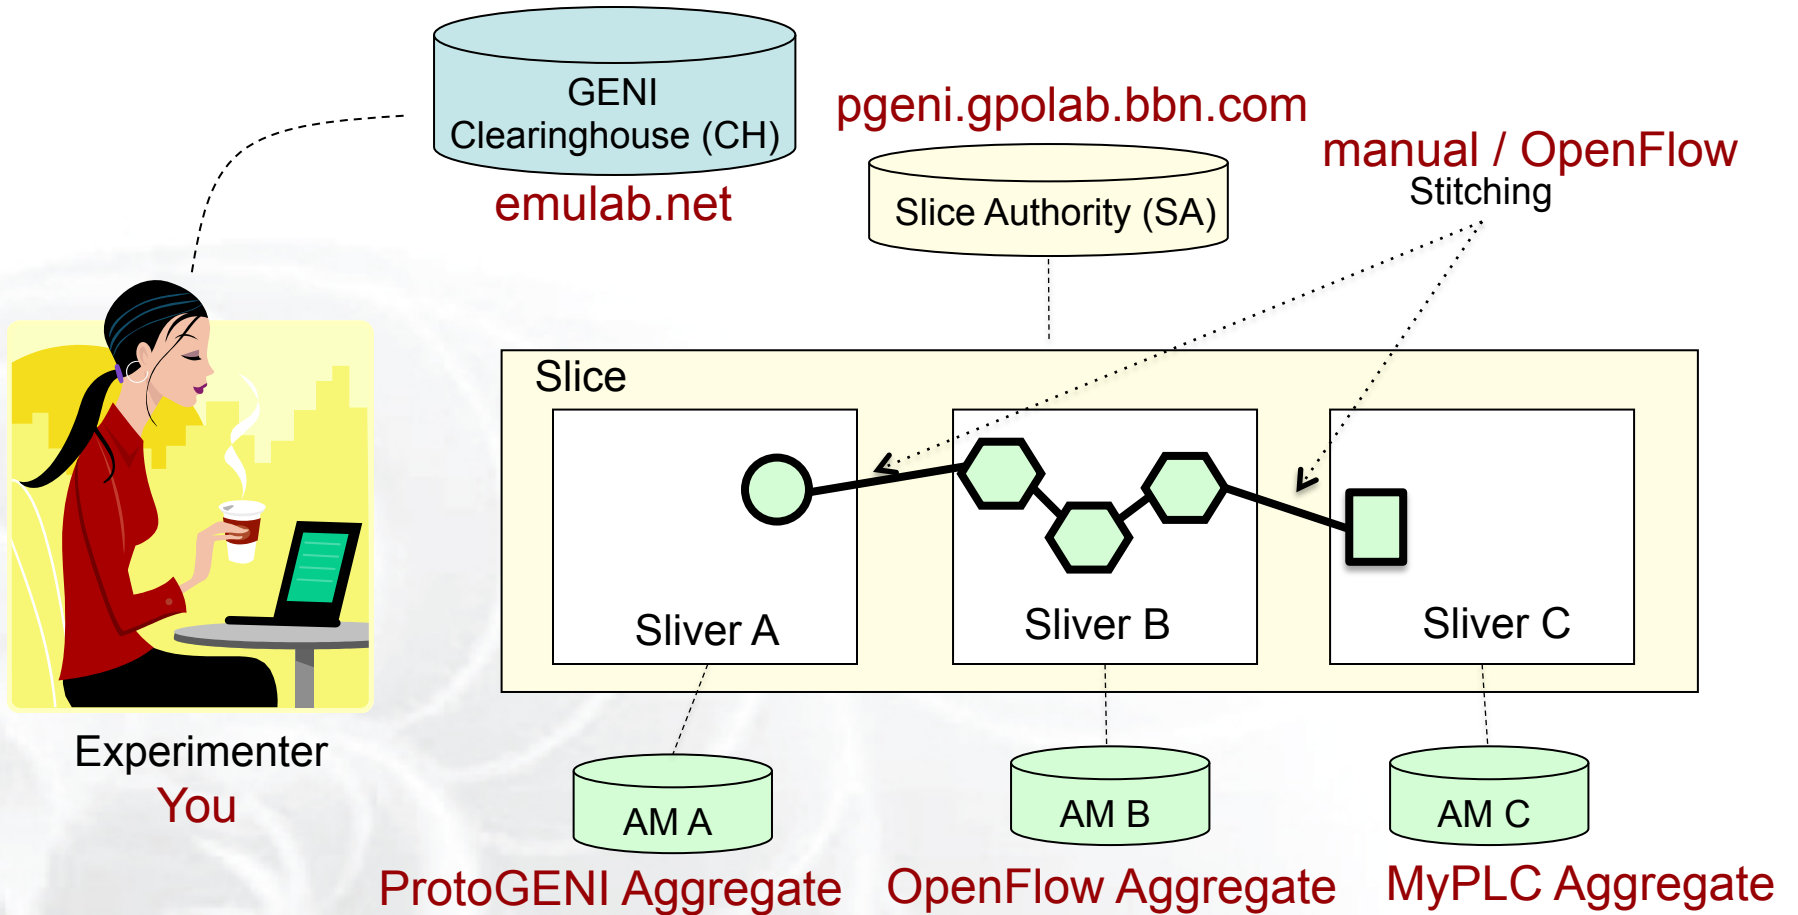 GENI
Clearinghouse (CH)
emulab.net
pgeni.gpolab.bbn.com
Slice Authority (SA)
manual / OpenFlow
Stitching
Slice
Sliver A
Sliver B
Sliver C
Experimenter
You
AM A
AM B
AM C
ProtoGENI Aggregate
OpenFlow Aggregate
MyPLC Aggregate